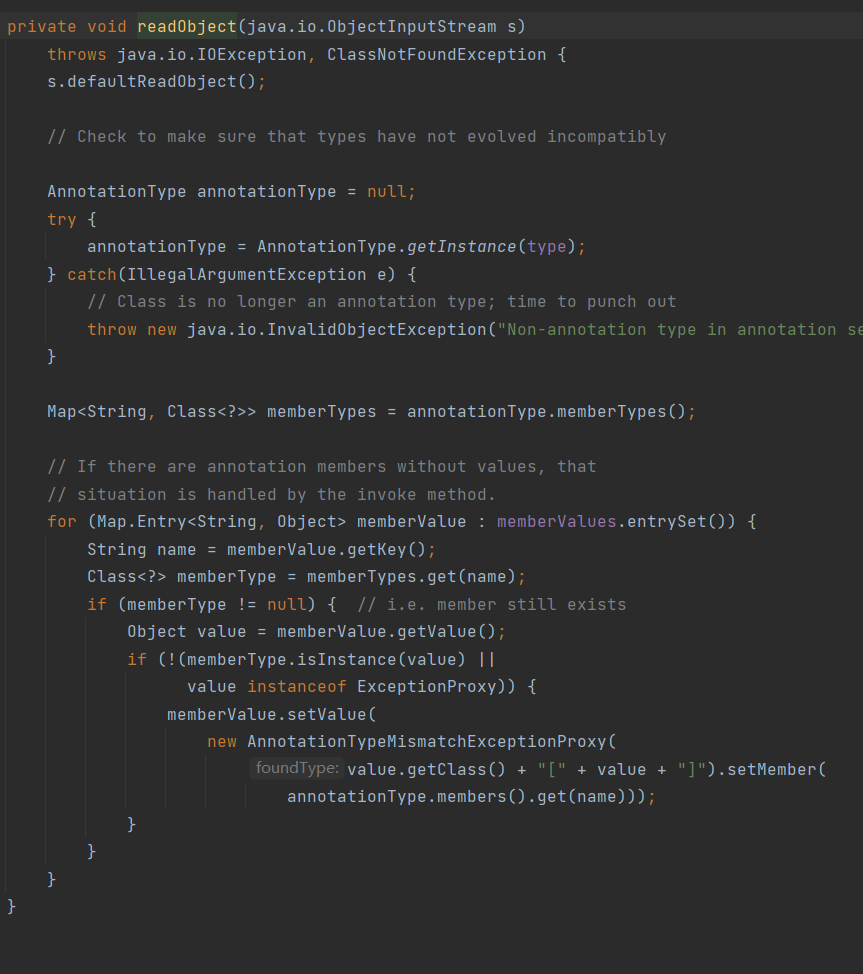 private void readObject(java.io.ObjectInputStream s)
    throws java.io.IOException, ClassNotFoundException {
    s.defaultReadObject();

    // Check to make sure that types have not evolved incompatibly

    AnnotationType annotationType = null;
    try {
        annotationType = AnnotationType.getInstance(type);
    } catch(IllegalArgumentException e) {
        // Class is no longer an annotation type; time to punch out
        throw new java.io.InvalidObjectException("Non-annotation type in annotation se
    }

    Map<String, Class<?>> memberTypes = annotationType.memberTypes();

    // If there are annotation members without values, that
    // situation is handled by the invoke method.
    for (Map.Entry<String, Object> memberValue : memberValues.entrySet()) {
        String name = memberValue.getKey();
        Class<?> memberType = memberTypes.get(name);
        if (memberType != null) {  // i.e. member still exists
            Object value = memberValue.getValue();
            if (!(memberType.isInstance(value) ||
                  value instanceof ExceptionProxy)) {
                memberValue.setValue(
                    new AnnotationTypeMismatchExceptionProxy(
                        foundType: value.getClass() + "[" + value + "]").setMember(
                            annotationType.members().get(name)));
            }
        }
    }
}